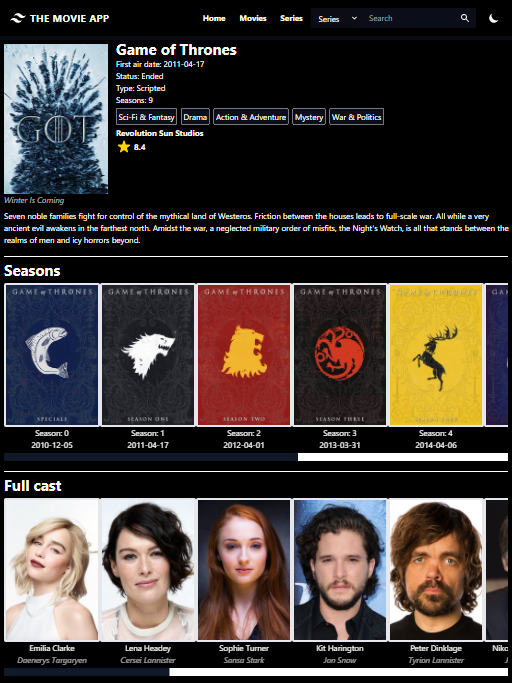 THE MOVIE APP
Home Movies Series Series Search
Game of Thrones
First air date: 2011-04-17
Status: Ended
Type: Scripted
Seasons: 9
Sci-Fi & Fantasy Drama Action & Adventure Mystery War & Politics
Revolution Sun Studios
8.4
GOT
Winter Is Coming
Seven noble families fight for control of the mythical land of Westeros. Friction between the houses leads to full-scale war. All while a very
ancient evil awakens in the farthest north. Amidst the war, a neglected military order of misfits, the Night's Watch, is all that stands between the
realms of men and icy horrors beyond.
Seasons
GAME OF THRONES GAME OF THRONES GAME OF THRONES GAME OF THRONES
SPECIALS SEASON ONE SEASON TWO SEASON THREE
Season: 0 Season: 1 Season: 2 Season: 3 Season: 4
2010-12-05 2011-04-17 2012-04-01 2013-03-31 2014-04-06
Full cast
Emilia Clarke Lena Headey Sophie Turner Kit Harington Peter Dinklage Niko
Daenerys Targaryen Cersei Lannister Sansa Stark Jon Snow Tyrion Lannister